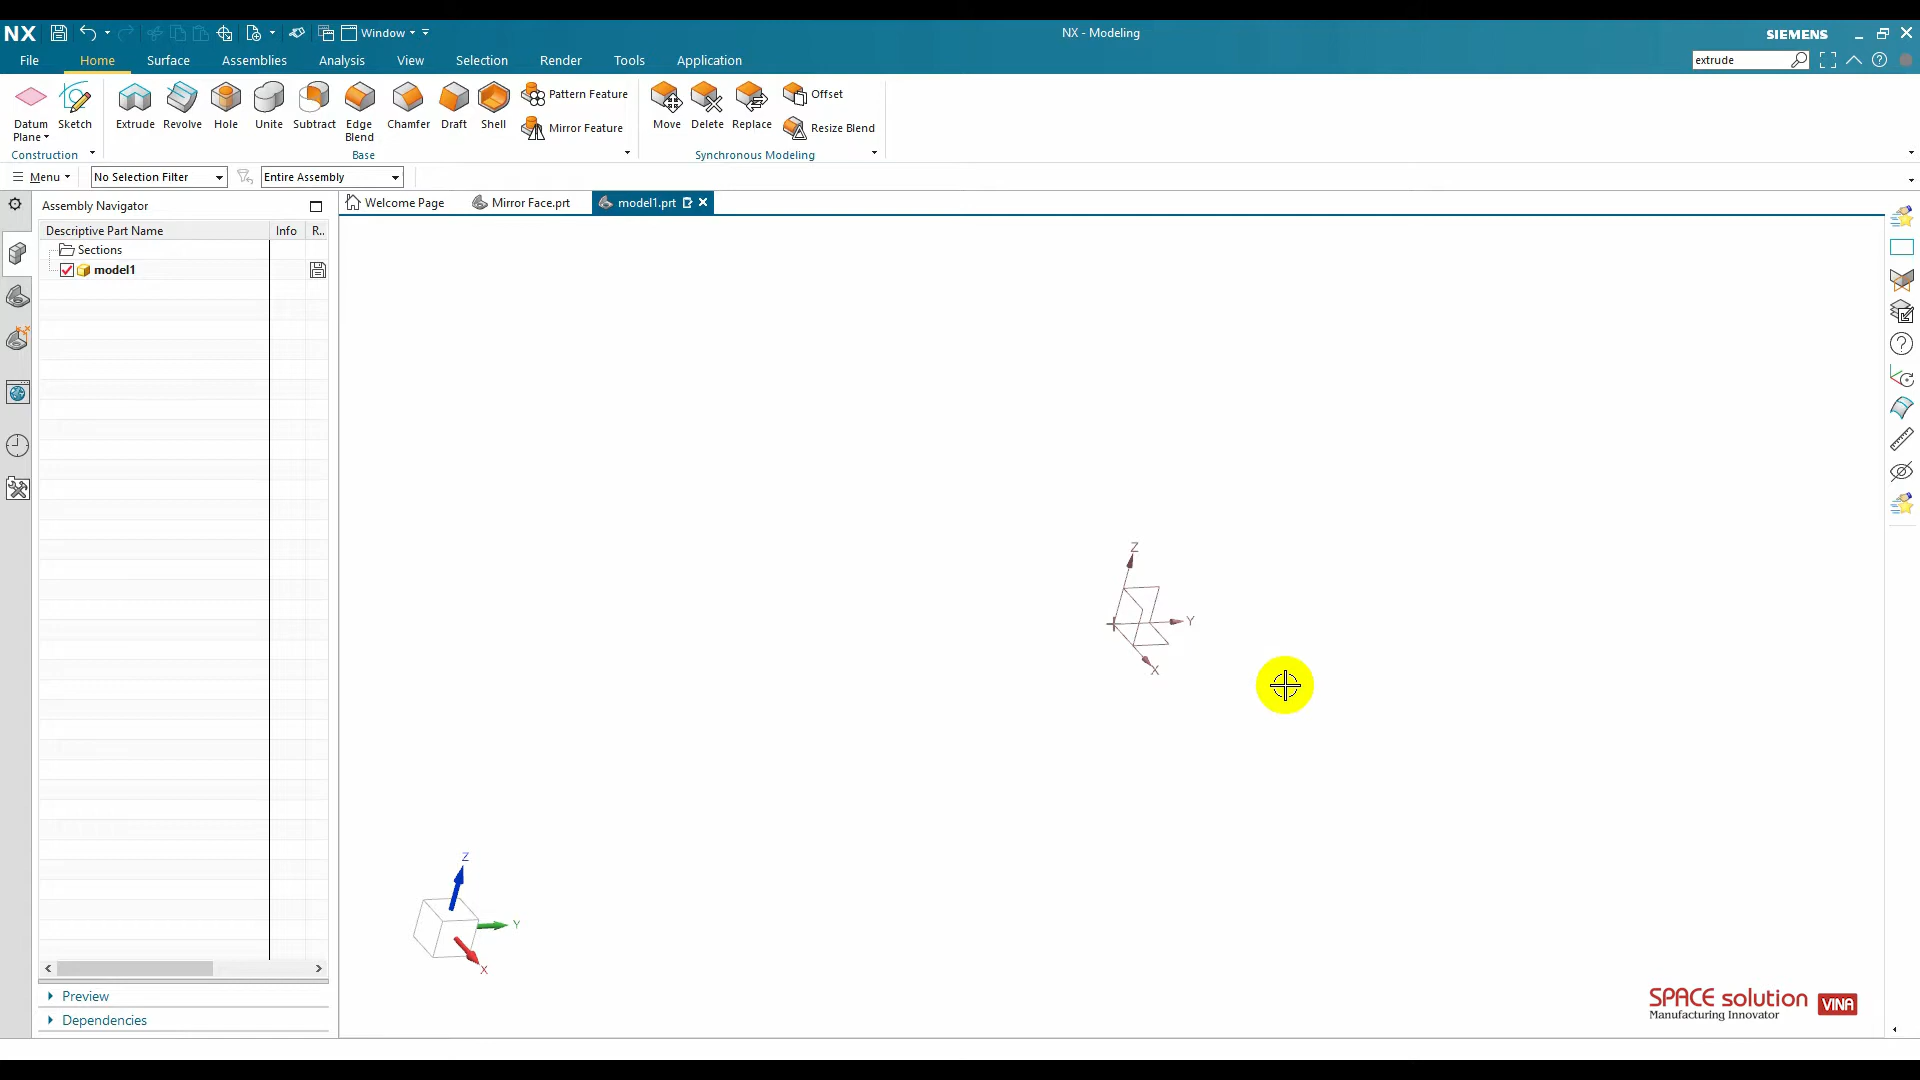 NX Window NX - Modeling SIEMENS
File Home Surface Assemblies Analysis View Selection Render Tools Application extrude
Datum Plane Sketch Extrude Revolve Hole Unite Subtract Edge Blend Chamfer Draft Shell Pattern Feature Mirror Feature Move Delete Replace Offset Resize Blend
Construction Base Synchronous Modeling
Menu No Selection Filter Entire Assembly
Assembly Navigator Welcome Page Mirror Face.prt model1.prt
Descriptive Part Name Info R..
Sections
model1
Z
Y
X
Z
Y
X
Preview
Dependencies
SPACE solution VINA
Manufacturing Innovator